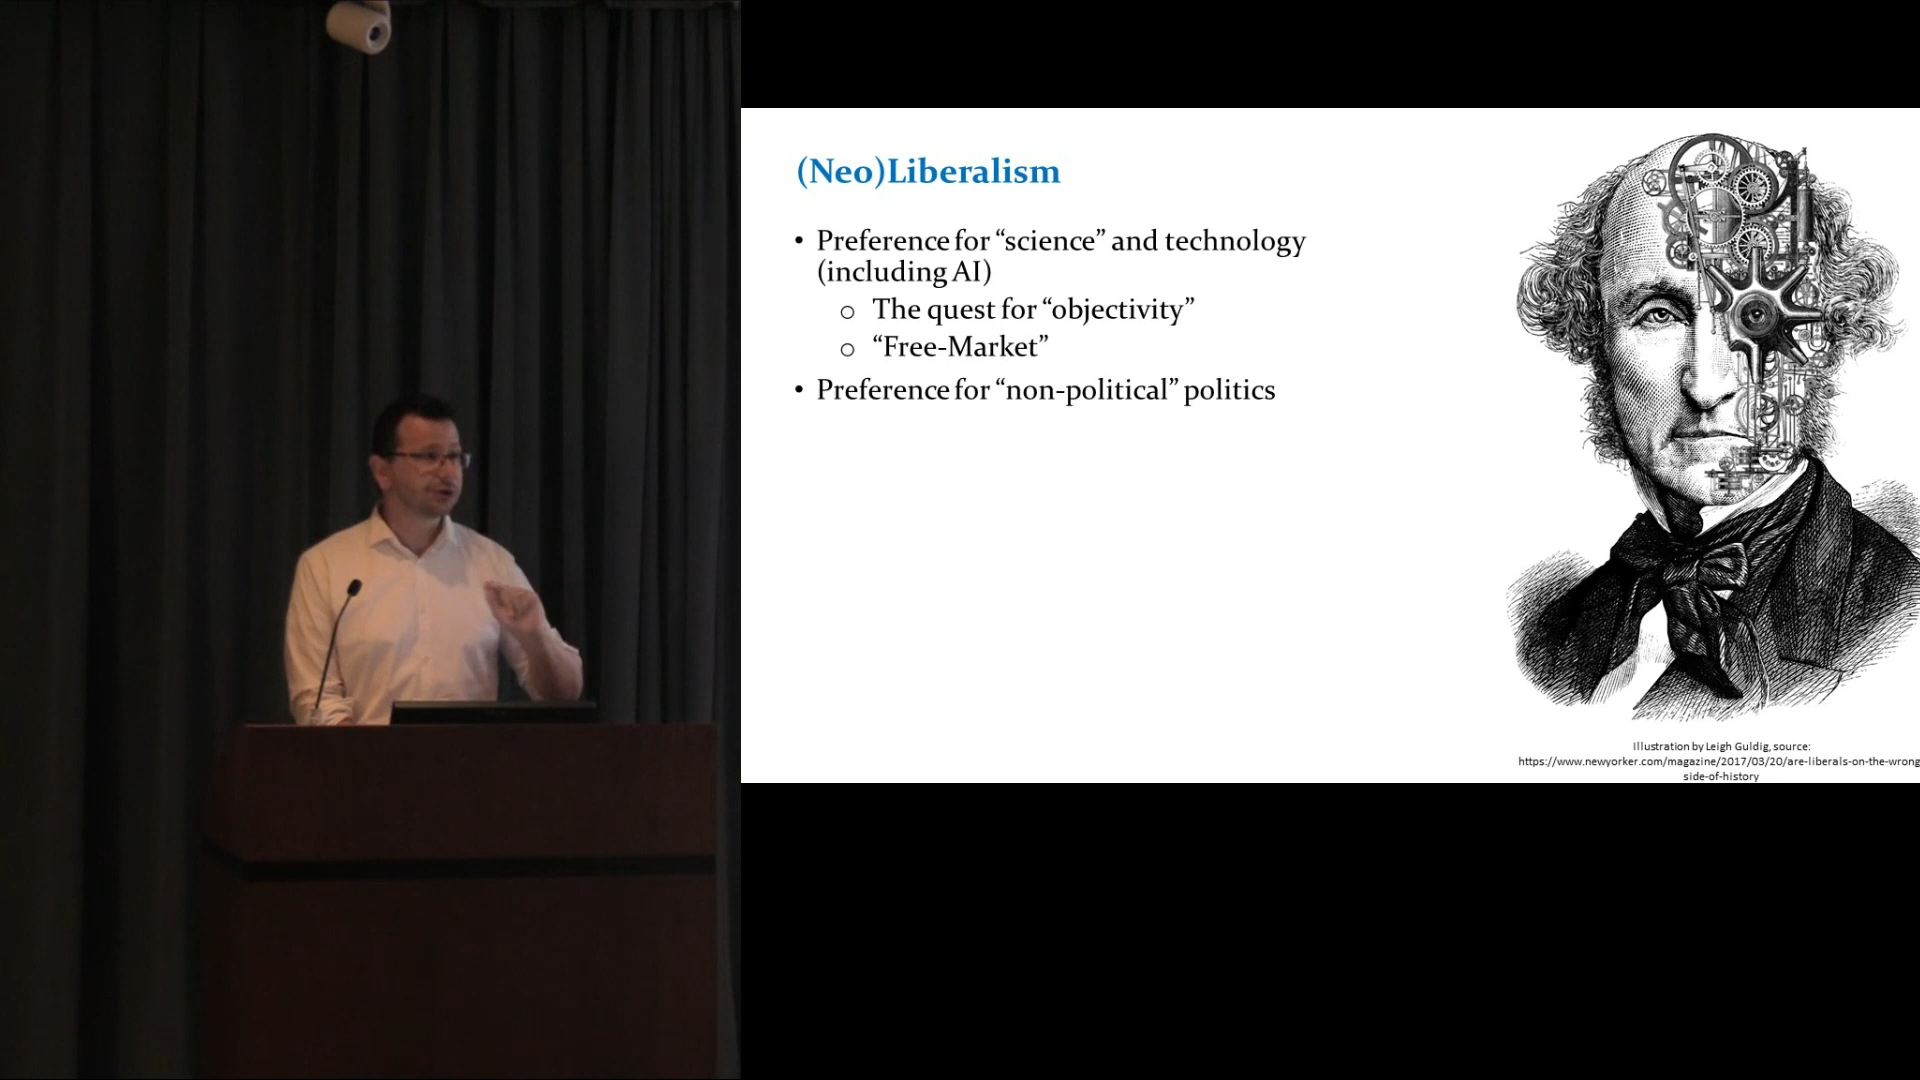 (Neo)Liberalism
• Preference for “science” and technology
(including AI)
o The quest for “objectivity”
o “Free-Market”
• Preference for “non-political” politics
Illustration by Leigh Guldig, source:
https://www.newyorker.com/magazine/2017/03/20/are-liberals-on-the-wrong
side-of-history